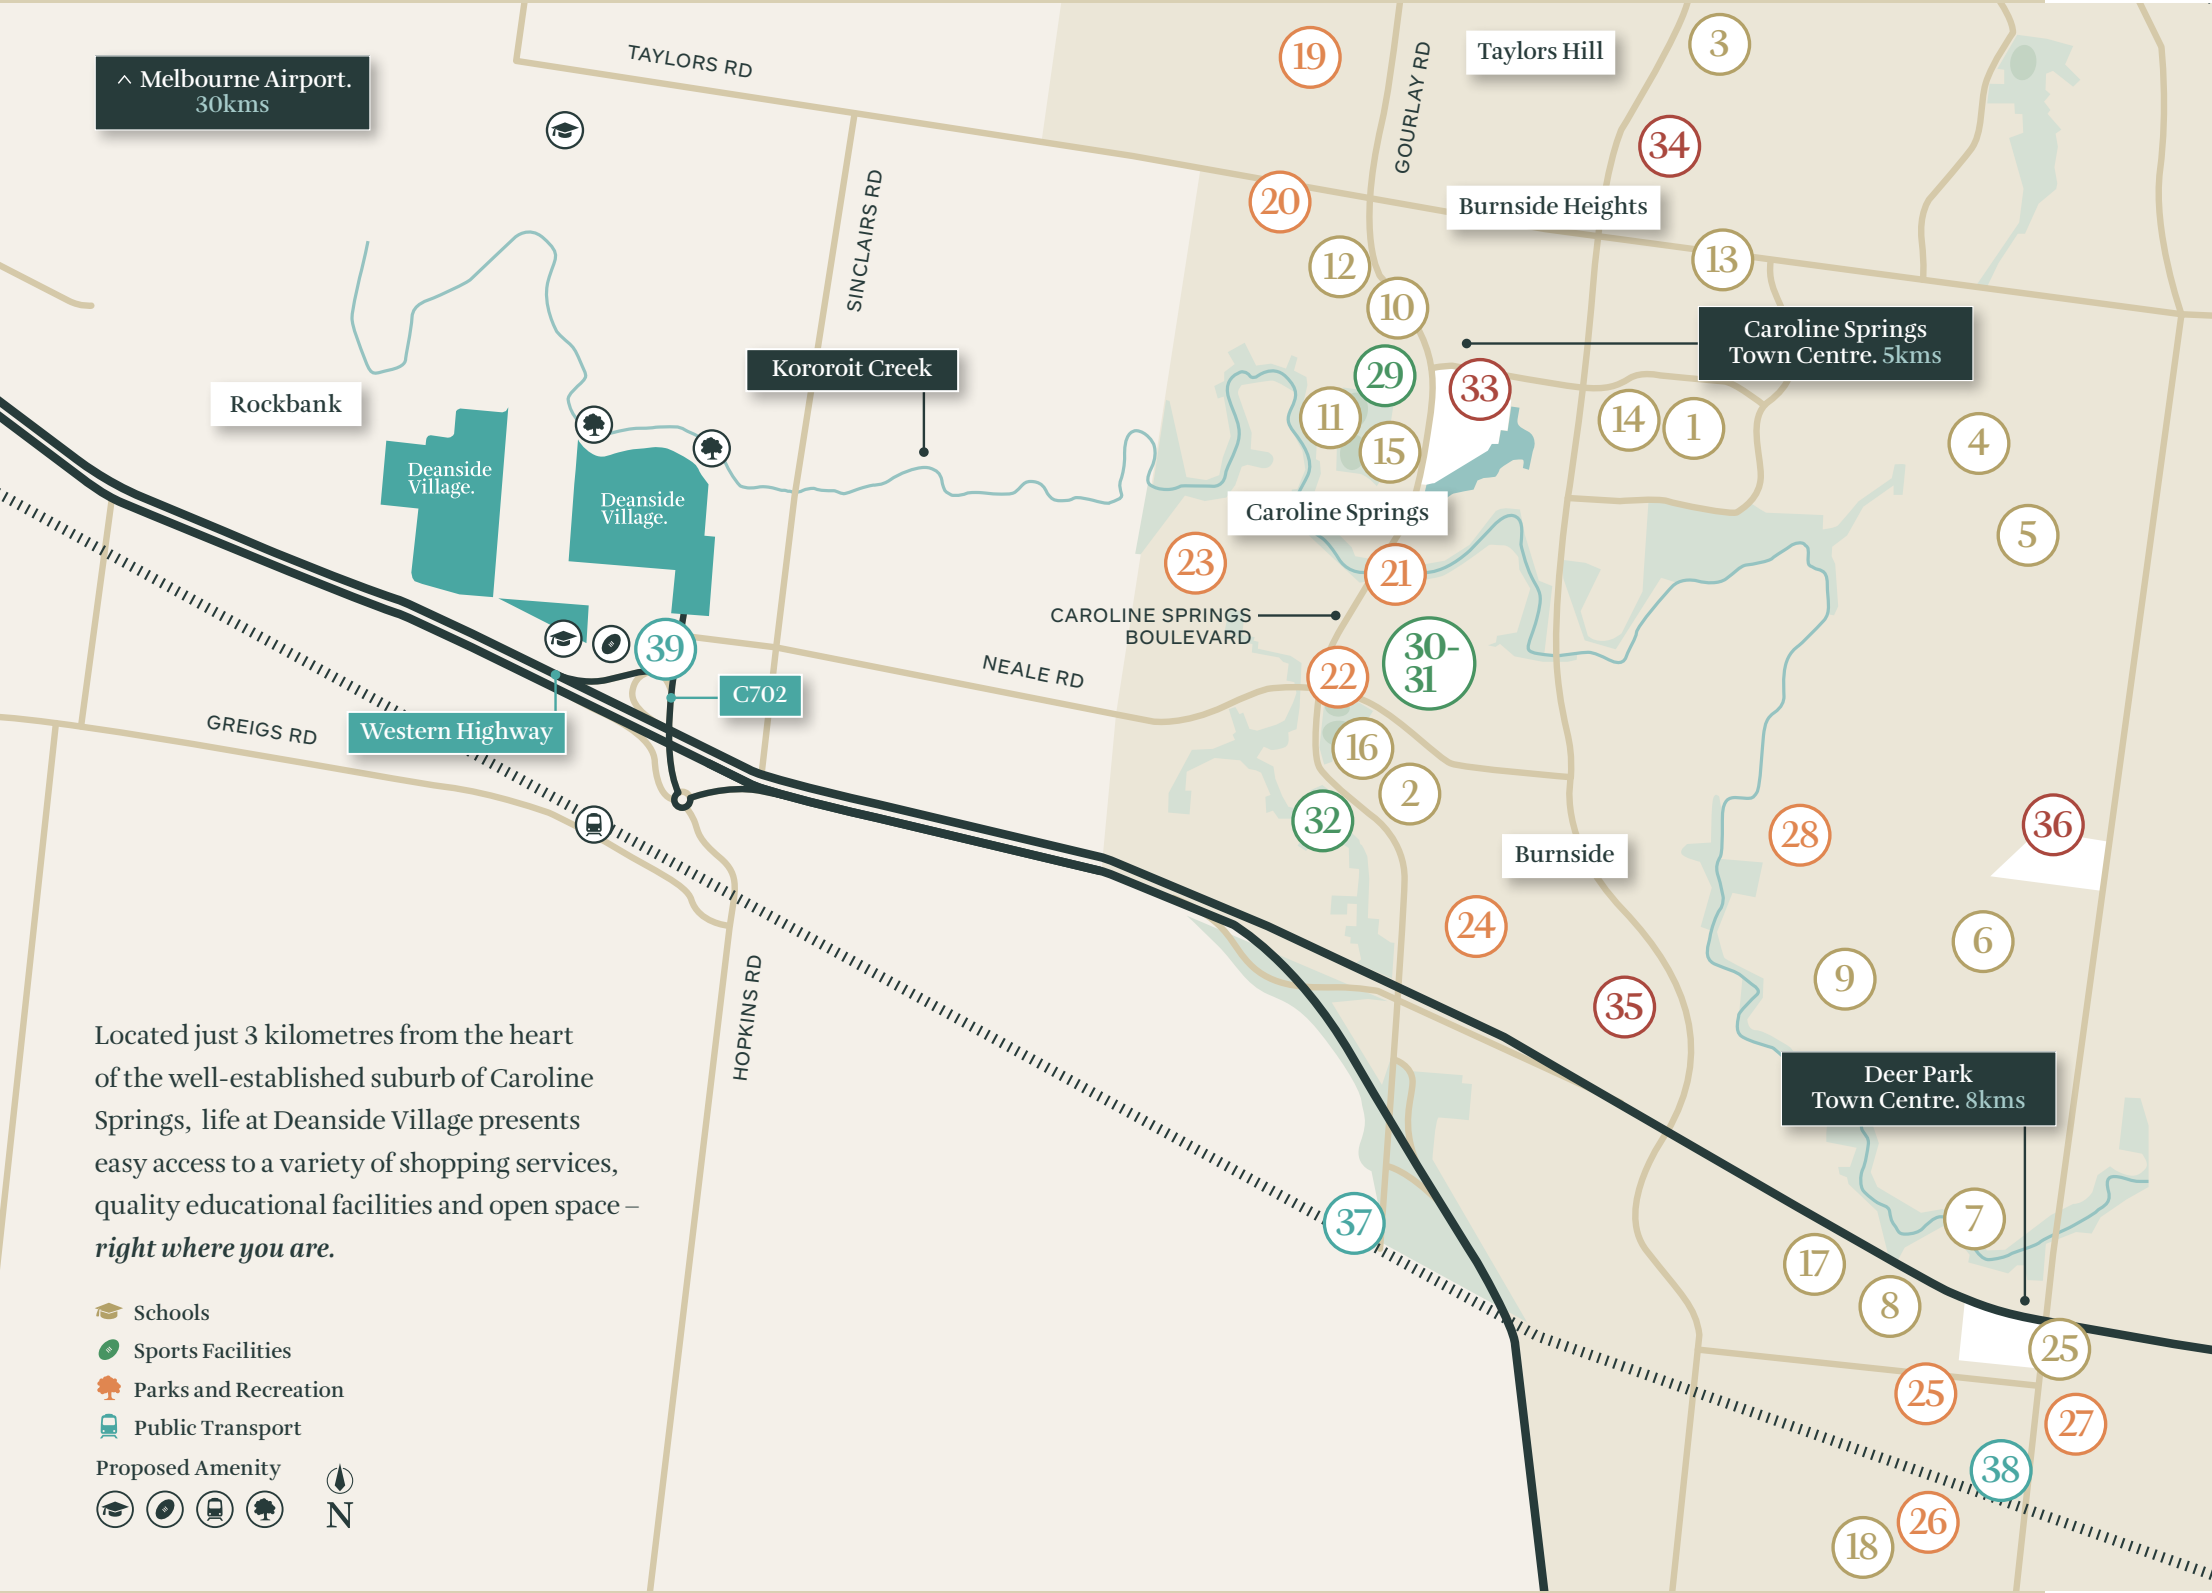 TAYLORS RD
^ Melbourne Airport.
30kms
19
GOURLAY RD
Taylors Hill
3
34
20
Burnside Heights
SINCLAIRS RD
12
13
10
Caroline Springs
Town Centre. 5kms
Kororoit Creek
29
33
Rockbank
11
14
1
4
15
Deanside
Village.
Deanside
Village.
Caroline Springs
5
23
21
CAROLINE SPRINGS
BOULEVARD
39
30-
31
22
NEALE RD
C702
GREIGS RD
Western Highway
16
2
32
28
36
Burnside
24
6
9
35
HOPKINS RD
Located just 3 kilometres from the heart
of the well-established suburb of Caroline
Springs, life at Deanside Village presents
easy access to a variety of shopping services,
quality educational facilities and open space –
right where you are.
Deer Park
Town Centre. 8kms
37
7
17
8
Schools
Sports Facilities
Parks and Recreation
Public Transport
Proposed Amenity
N
25
25
27
38
26
18